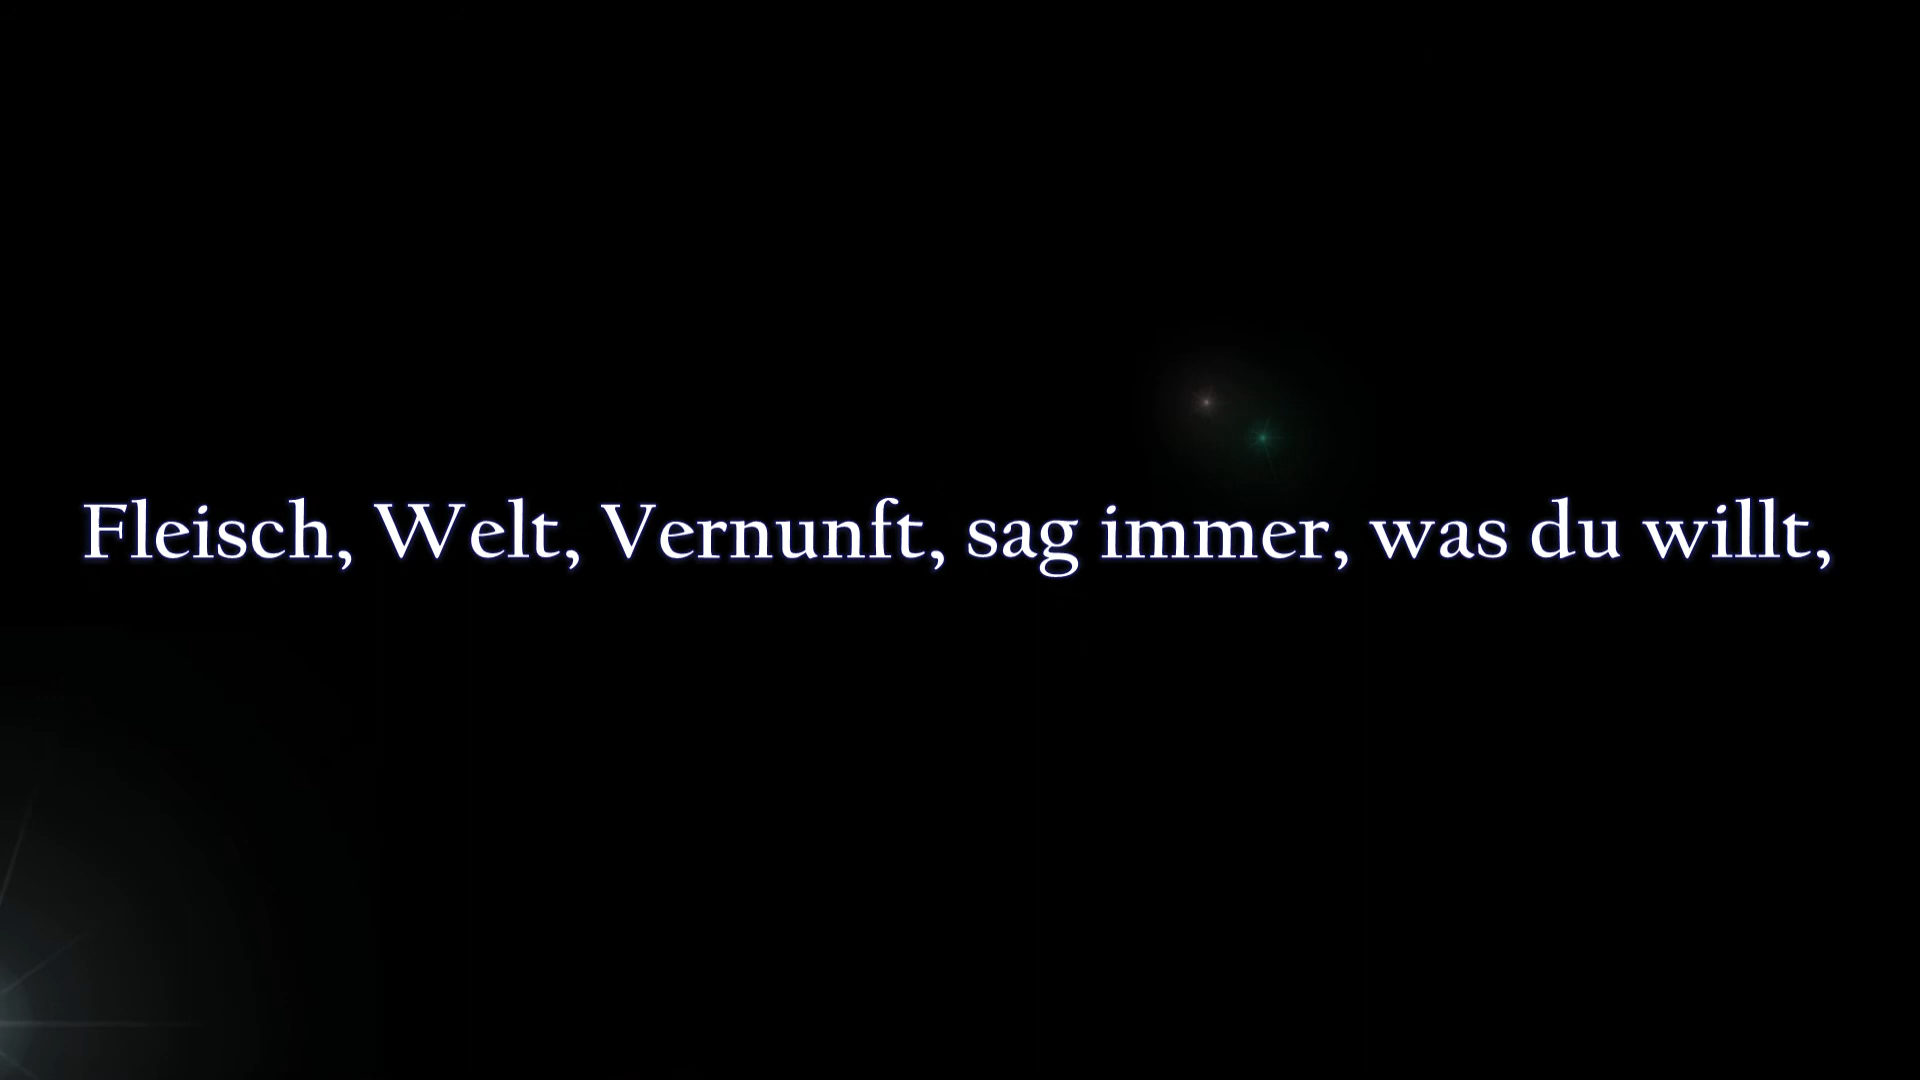 Fleisch, Welt, Vernunft, sag immer, was du willt,